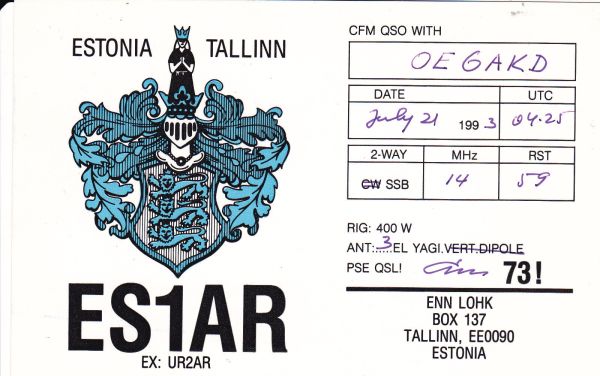 ESTONIA TALLINN
ES1AR
EX: UR2AR
CFM QSO WITH
OE6AKD
DATE UTC
July 21 1993 04.25
2-WAY MHz RST
CW SSB 14 59
RIG: 400 W
ANT:..3..EL YAGI.VERT.DIPOLE
PSE QSL! 73!
ENN LOHK
BOX 137
TALLINN, EE0090
ESTONIA